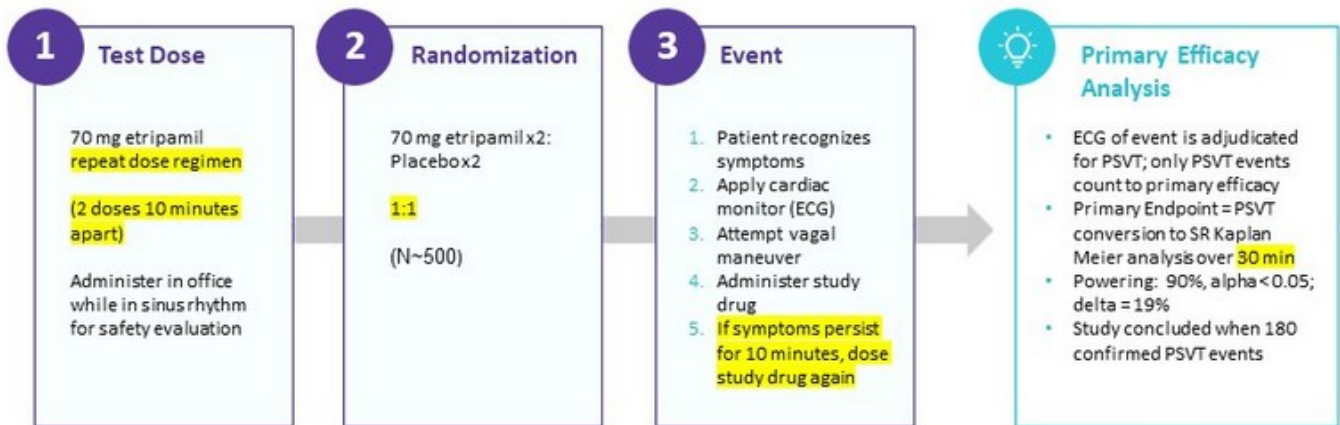 1
Test Dose
70 mg etripamil
repeat dose regimen
(2 doses 10 minutes
apart)
Administer in office
while in sinus rhythm
for safety evaluation
2
Randomization
70 mg etripamil x2:
Placebo x2
1:1
(N~500)
3
Event
1. Patient recognizes
symptoms
2. Apply cardiac
monitor (ECG)
3. Attempt vagal
maneuver
4. Administer study
drug
5. If symptoms persist
for 10 minutes, dose
study drug again
Primary Efficacy
Analysis
• ECG of event is adjudicated
for PSVT; only PSVT events
count to primary efficacy
• Primary Endpoint = PSVT
conversion to SR Kaplan
Meier analysis over 30 min
• Powering: 90%, alpha < 0.05;
delta = 19%
• Study concluded when 180
confirmed PSVT events